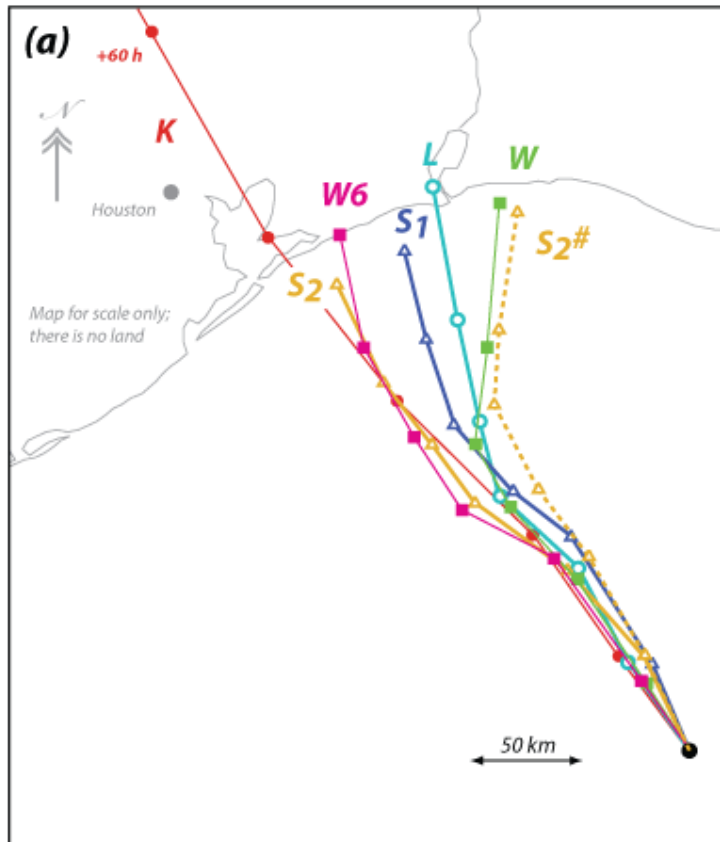 (a)
+60 h
N
K
L
W
Houston
W6
S1
S2#
S2
Map for scale only;
there is no land
50 km